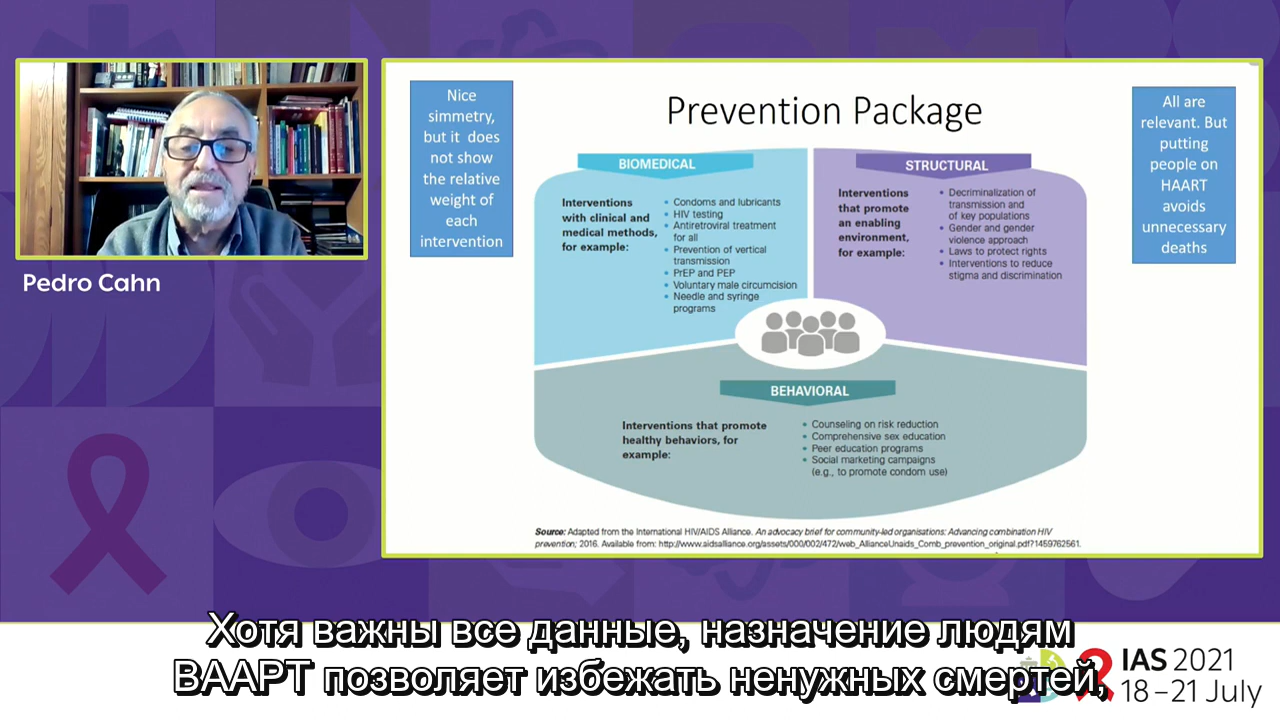 Nice
simmetry,
but it does
not show
the relative
weight of
each
intervention
Prevention Package
All are
relevant. But
putting
people on
HAART
avoids
unnecessary
deaths
BIOMEDICAL
Interventions
with clinical and
medical methods,
for example:
• Condoms and lubricants
• HIV testing
• Antiretroviral treatment
for all
• Prevention of vertical
transmission
• PrEP and PEP
• Voluntary male circumcision
• Needle and syringe
programs
STRUCTURAL
Interventions
that promote
an enabling
environment,
for example:
• Decriminalization of
transmission and
of key populations
• Gender and gender
violence approach
• Laws to protect rights
• Interventions to reduce
stigma and discrimination
Pedro Cahn
BEHAVIORAL
Interventions that promote
healthy behaviors, for
example:
• Counseling on risk reduction
• Comprehensive sex education
• Peer education programs
• Social marketing campaigns
(e.g., to promote condom use)
Source: Adapted from the International HIV/AIDS Alliance. An advocacy brief for community-led organisations: Advancing combination HIV
prevention; 2016. Available from: http://www.aidsalliance.org/assets/000/002/472/web_AllianceUnaids_Comb_prevention_original.pdf?1459762561.
Хотя важны все данные, назначение людям
ВААРТ позволяет избежать ненужных смертей,
IAS 2021
18–21 July